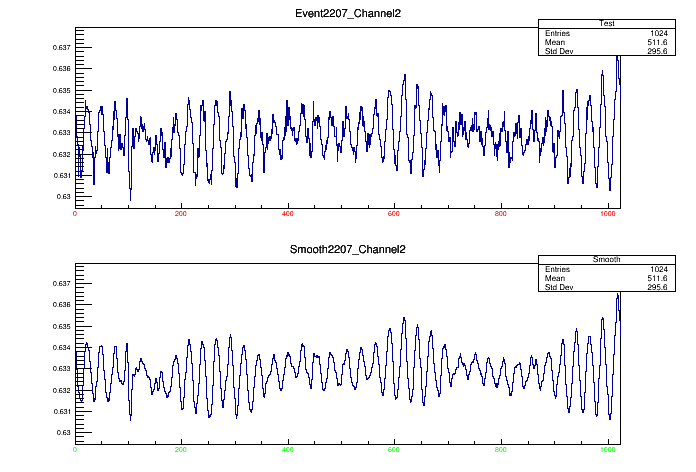 Event2207_Channel2
Test
Entries 1024
Mean 511.6
Std Dev 295.6
0.637
0.636
0.635
0.634
0.633
0.632
0.631
0.63
0 200 400 600 800 1000
Smooth2207_Channel2
Smooth
Entries 1024
Mean 511.6
Std Dev 295.6
0.637
0.636
0.635
0.634
0.633
0.632
0.631
0.63
0 200 400 600 800 1000